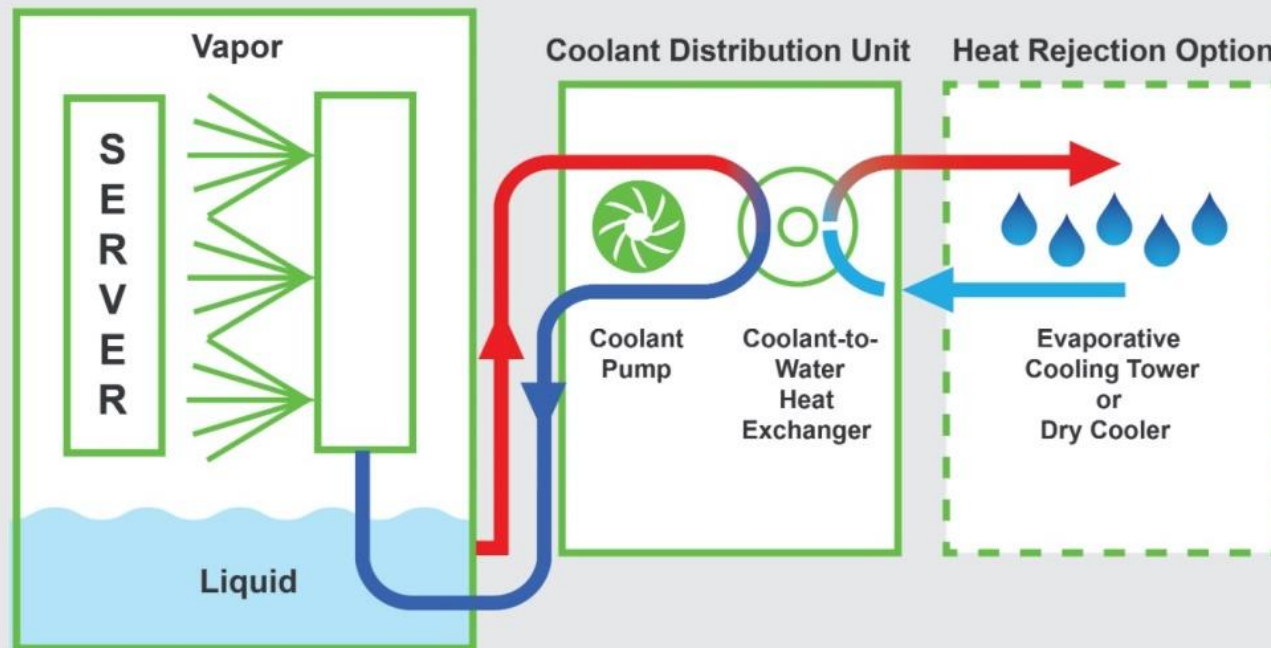 Vapor
SERVER
Liquid
Coolant Distribution Unit
Coolant
Pump
Coolant-to-
Water
Heat
Exchanger
Heat Rejection Option
Evaporative
Cooling Tower
or
Dry Cooler